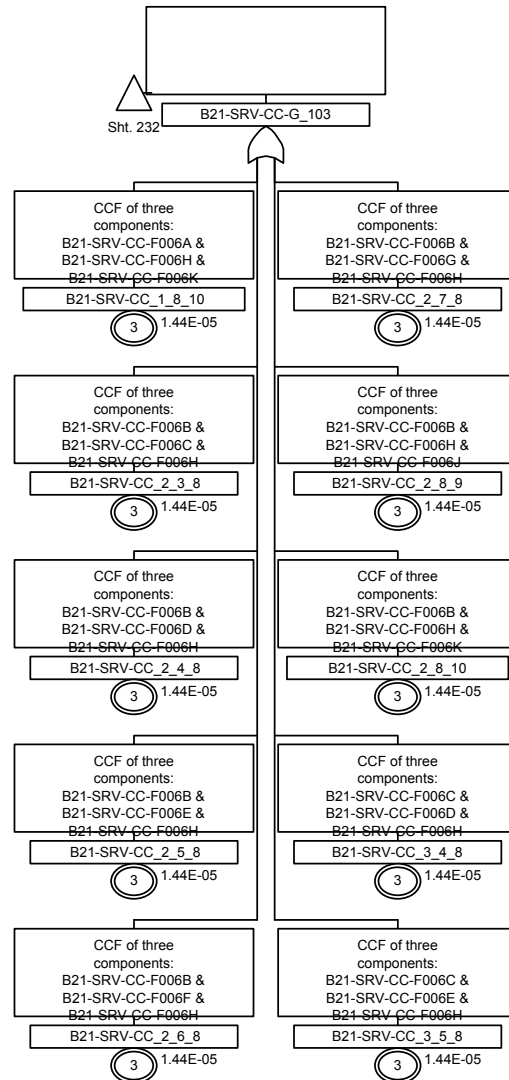 Sht. 232
B21-SRV-CC-G_103
CCF of three
components:
B21-SRV-CC-F006A &
B21-SRV-CC-F006H &
B21-SRV-CC-F006K
B21-SRV-CC_1_8_10
3
1.44E-05
CCF of three
components:
B21-SRV-CC-F006B &
B21-SRV-CC-F006G &
B21-SRV-CC-F006H
B21-SRV-CC_2_7_8
3
1.44E-05
CCF of three
components:
B21-SRV-CC-F006B &
B21-SRV-CC-F006C &
B21-SRV-CC-F006H
B21-SRV-CC_2_3_8
3
1.44E-05
CCF of three
components:
B21-SRV-CC-F006B &
B21-SRV-CC-F006H &
B21-SRV-CC-F006J
B21-SRV-CC_2_8_9
3
1.44E-05
CCF of three
components:
B21-SRV-CC-F006B &
B21-SRV-CC-F006D &
B21-SRV-CC-F006H
B21-SRV-CC_2_4_8
3
1.44E-05
CCF of three
components:
B21-SRV-CC-F006B &
B21-SRV-CC-F006H &
B21-SRV-CC-F006K
B21-SRV-CC_2_8_10
3
1.44E-05
CCF of three
components:
B21-SRV-CC-F006B &
B21-SRV-CC-F006E &
B21-SRV-CC-F006H
B21-SRV-CC_2_5_8
3
1.44E-05
CCF of three
components:
B21-SRV-CC-F006C &
B21-SRV-CC-F006D &
B21-SRV-CC-F006H
B21-SRV-CC_3_4_8
3
1.44E-05
CCF of three
components:
B21-SRV-CC-F006B &
B21-SRV-CC-F006F &
B21-SRV-CC-F006H
B21-SRV-CC_2_6_8
3
1.44E-05
CCF of three
components:
B21-SRV-CC-F006C &
B21-SRV-CC-F006E &
B21-SRV-CC-F006H
B21-SRV-CC_3_5_8
3
1.44E-05